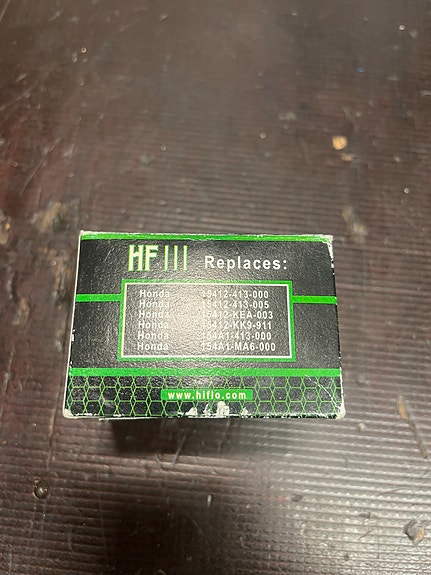 HF111 Replaces:
Honda 15412-413-000
Honda 15412-413-005
Honda 15412-KEA-003
Honda 15412-KK9-911
Honda 154A1-413-000
Honda 154A1-MA6-000
www.hiflo.com